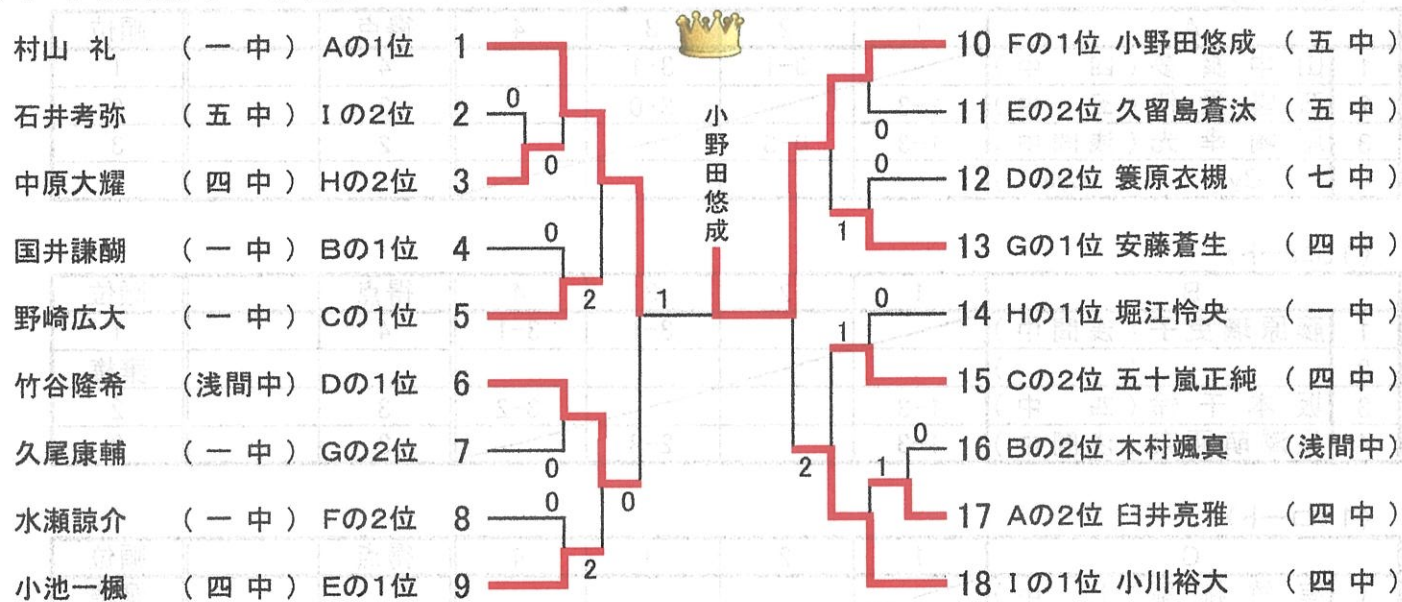 村山 礼 (一中) Aの1位 1
石井考弥 (五中) Iの2位 2
中原大耀 (四中) Hの2位 3
国井謙醐 (一中) Bの1位 4
野崎広大 (一中) Cの1位 5
竹谷隆希 (浅間中) Dの1位 6
久尾康輔 (一中) Gの2位 7
水瀬諒介 (一中) Fの2位 8
小池一楓 (四中) Eの1位 9
0
0
0
2
0
0
2
0
1
小野田悠成
10 Fの1位 小野田悠成 (五中)
11 Eの2位 久留島蒼汰 (五中)
12 Dの2位 簑原衣槻 (七中)
13 Gの1位 安藤蒼生 (四中)
14 Hの1位 堀江怜央 (一中)
15 Cの2位 五十嵐正純 (四中)
16 Bの2位 木村颯真 (浅間中)
17 Aの2位 臼井亮雅 (四中)
18 Iの1位 小川裕大 (四中)
0
0
1
0
1
0
1
2